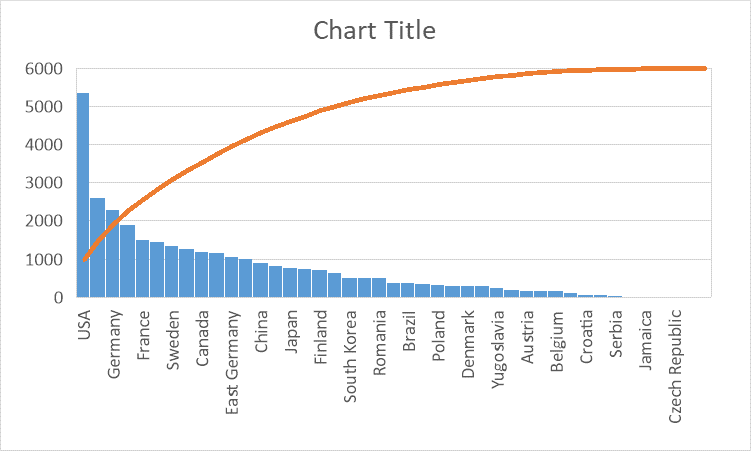 Chart Title
6000
5000
4000
3000
2000
1000
0
USA
Germany
France
Sweden
Canada
East Germany
China
Japan
Finland
South Korea
Romania
Brazil
Poland
Denmark
Yugoslavia
Austria
Belgium
Croatia
Serbia
Jamaica
Czech Republic